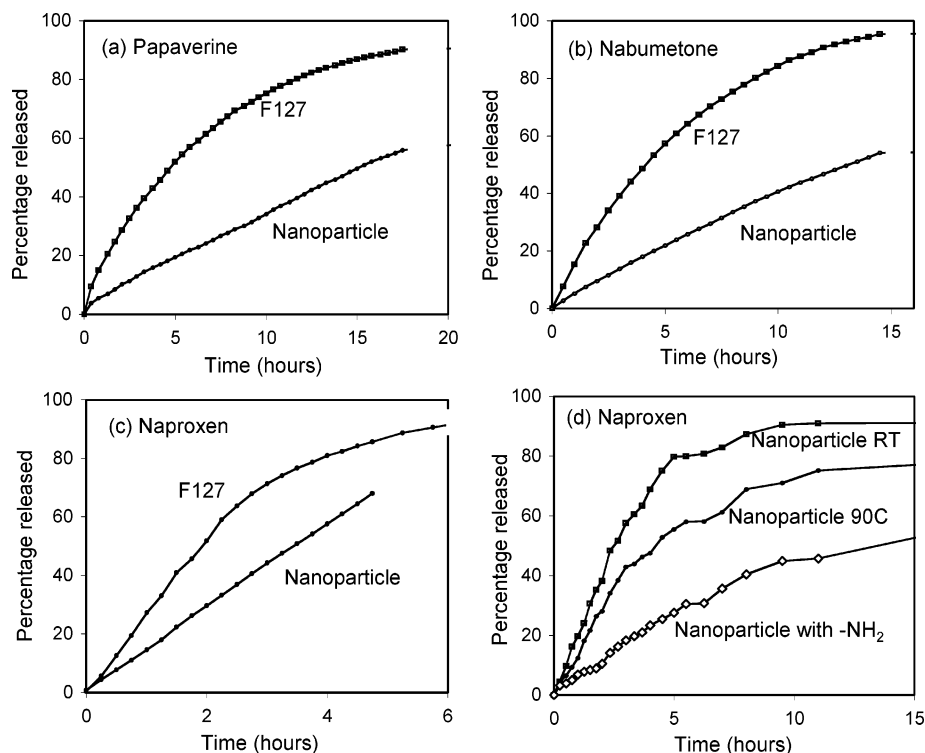 (a) Papaverine
Percentage released
100
80
60
40
20
0
F127
Nanoparticle
0 5 10 15 20
Time (hours)
(b) Nabumetone
Percentage released
100
80
60
40
20
0
F127
Nanoparticle
0 5 10 15
Time (hours)
(c) Naproxen
Percentage released
100
80
60
40
20
0
F127
Nanoparticle
0 2 4 6
Time (hours)
(d) Naproxen
Percentage released
100
80
60
40
20
0
Nanoparticle RT
Nanoparticle 90C
Nanoparticle with -NH₂
0 5 10 15
Time (hours)